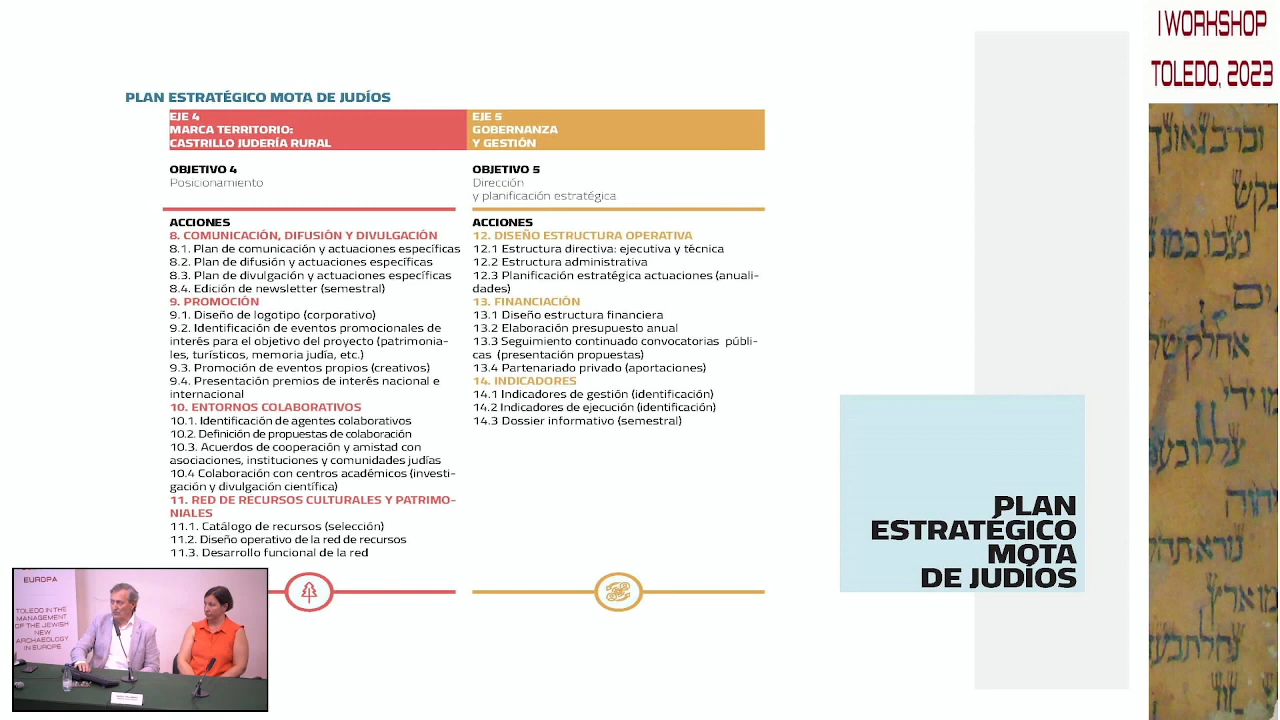 I WORKSHOP
TOLEDO, 2023
PLAN ESTRATÉGICO MOTA DE JUDÍOS
EJE 4
MARCA TERRITORIO:
CASTRILLO JUDERÍA RURAL
OBJETIVO 4
Posicionamiento
ACCIONES
8. COMUNICACIÓN, DIFUSIÓN Y DIVULGACIÓN
8.1. Plan de comunicación y actuaciones específicas
8.2. Plan de difusión y actuaciones específicas
8.3. Plan de divulgación y actuaciones específicas
8.4. Edición de newsletter (semestral)
9. PROMOCIÓN
9.1. Diseño de logotipo (corporativo)
9.2. Identificación de eventos promocionales de
interés para el objetivo del proyecto (patrimonia-
les, turísticos, memoria judía, etc.)
9.3. Promoción de eventos propios (creativos)
9.4. Presentación premios de interés nacional e
internacional
10. ENTORNOS COLABORATIVOS
10.1. Identificación de agentes colaborativos
10.2. Definición de propuestas de colaboración
10.3. Acuerdos de cooperación y amistad con
asociaciones, instituciones y comunidades judías
10.4 Colaboración con centros académicos (investi-
gación y divulgación científica)
11. RED DE RECURSOS CULTURALES Y PATRIMO-
NIALES
11.1. Catálogo de recursos (selección)
11.2. Diseño operativo de la red de recursos
11.3. Desarrollo funcional de la red
EJE 5
GOBERNANZA
Y GESTIÓN
OBJETIVO 5
Dirección
y planificación estratégica
ACCIONES
12. DISEÑO ESTRUCTURA OPERATIVA
12.1 Estructura directiva: ejecutiva y técnica
12.2 Estructura administrativa
12.3 Planificación estratégica actuaciones (anuali-
dades)
13. FINANCIACIÓN
13.1 Diseño estructura financiera
13.2 Elaboración presupuesto anual
13.3 Seguimiento continuado convocatorias públi-
cas (presentación propuestas)
13.4 Partenariado privado (aportaciones)
14. INDICADORES
14.1 Indicadores de gestión (identificación)
14.2 Indicadores de ejecución (identificación)
14.3 Dossier informativo (semestral)
PLAN
ESTRATÉGICO
MOTA
DE JUDÍOS
EUROPA
TOLEDO IN THE
MANAGEMENT
OF THE JEWISH
NEW
ARCHAEOLOGY
IN EUROPE